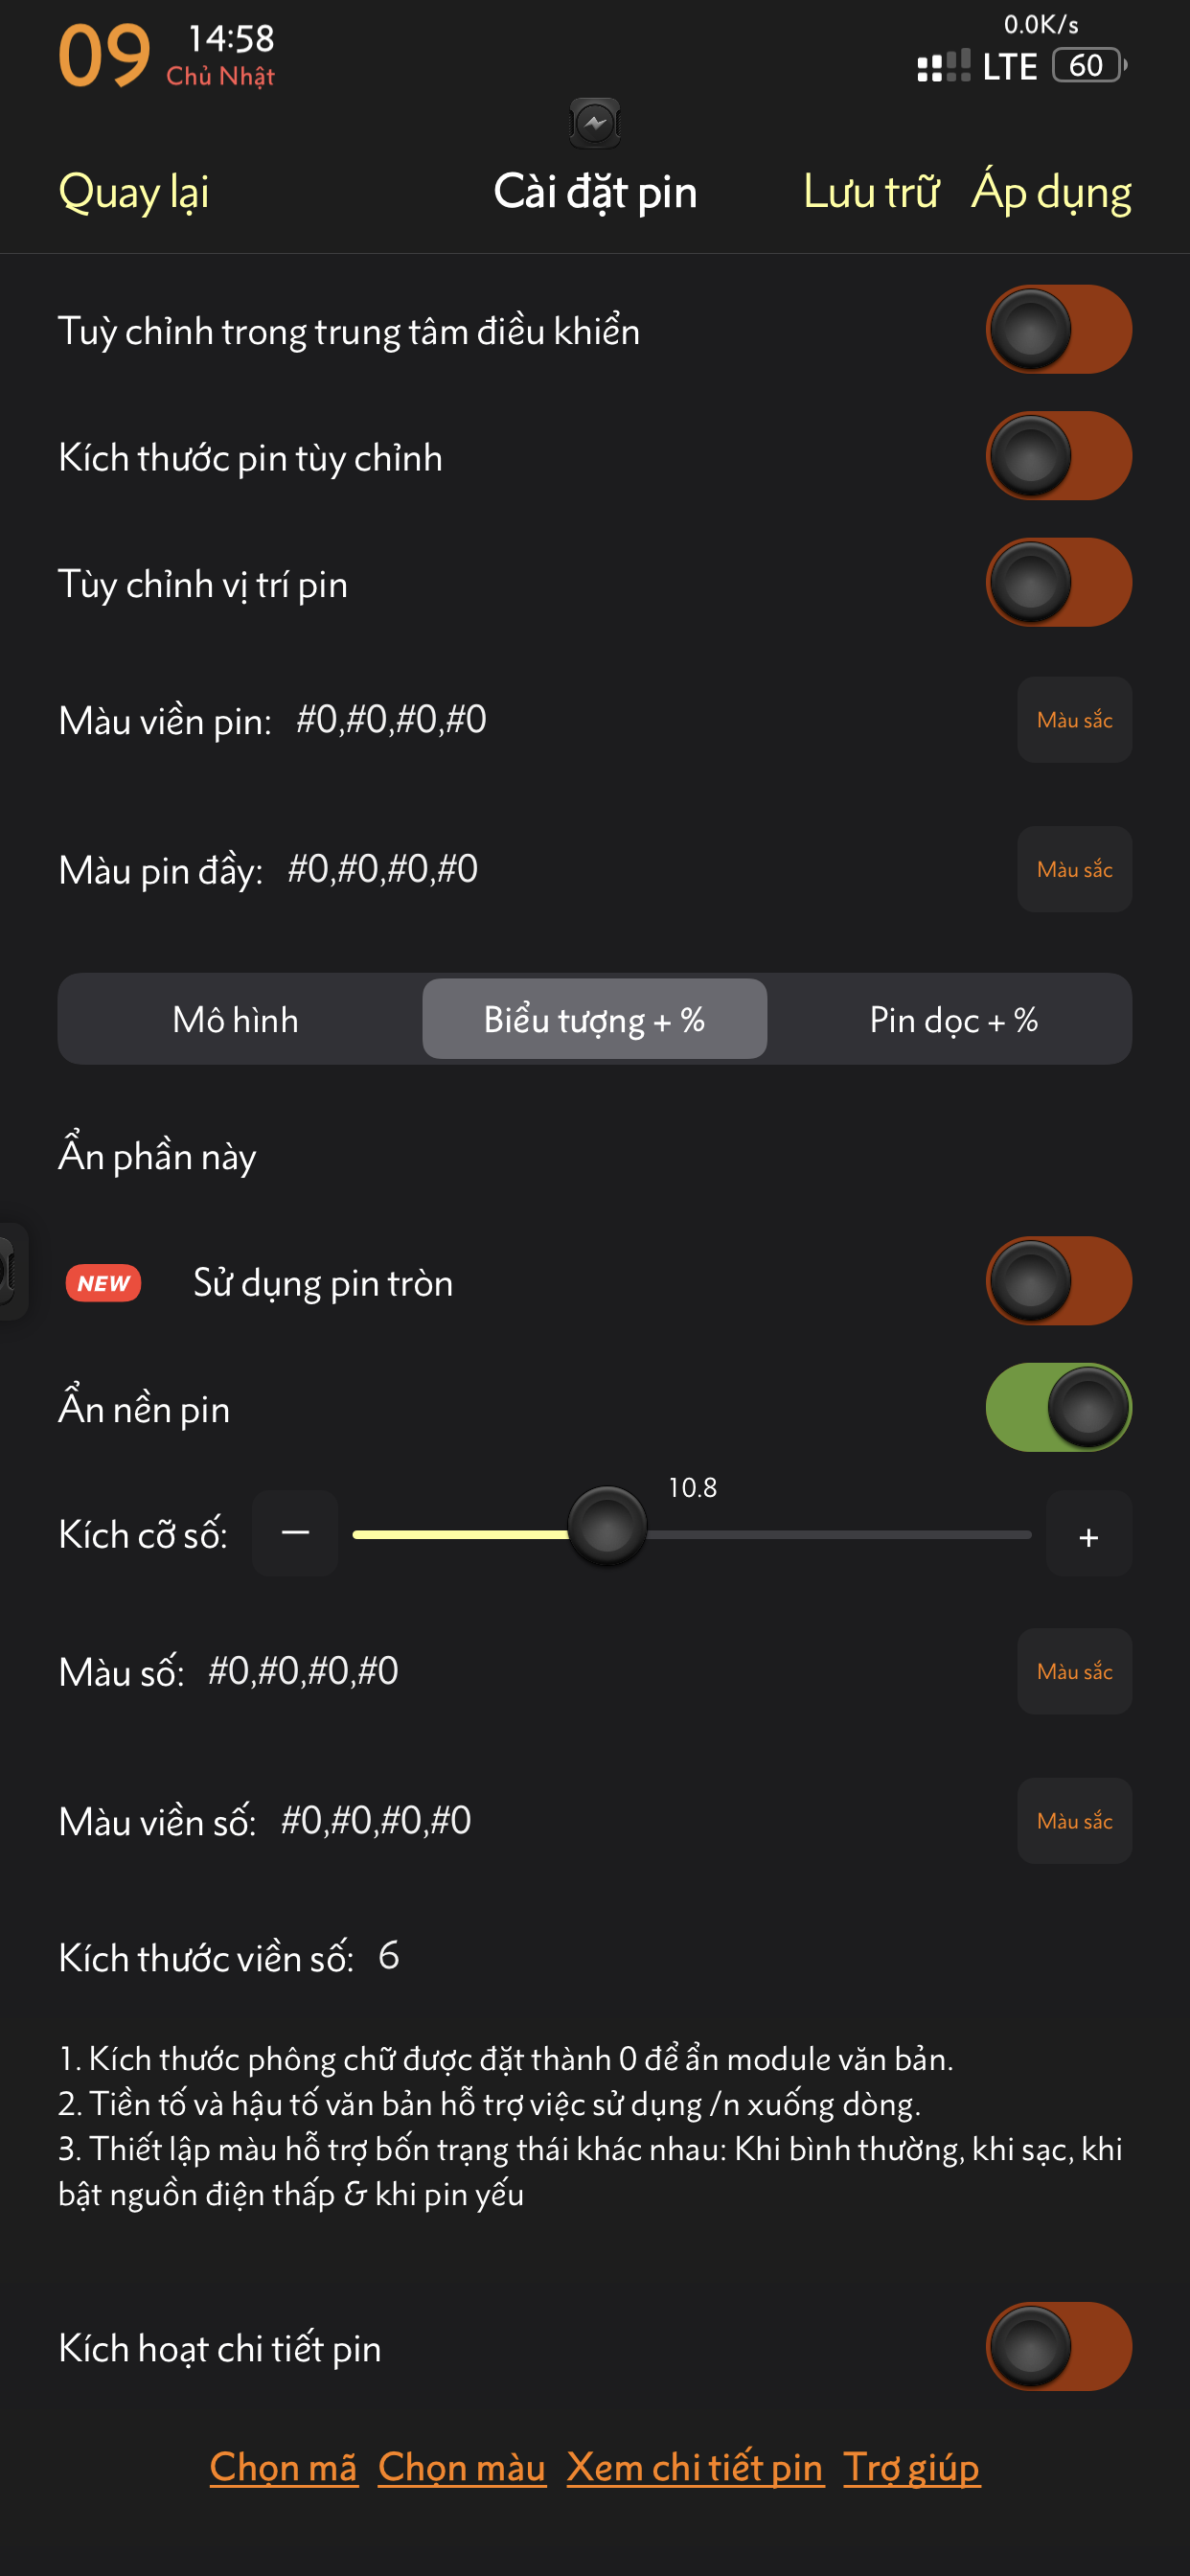 09
14:58
Chủ Nhật
0.0K/s
LTE
60
Quay lại
Cài đặt pin
Lưu trữ
Áp dụng
Tuỳ chỉnh trong trung tâm điều khiển
Kích thước pin tùy chỉnh
Tùy chỉnh vị trí pin
Màu viền pin: #0,#0,#0,#0
Màu sắc
Màu pin đầy: #0,#0,#0,#0
Màu sắc
Mô hình
Biểu tượng + %
Pin dọc + %
Ẩn phần này
NEW
Sử dụng pin tròn
Ẩn nền pin
10.8
Kích cỡ số:
—
+
Màu số: #0,#0,#0,#0
Màu sắc
Màu viền số: #0,#0,#0,#0
Màu sắc
Kích thước viền số: 6
1. Kích thước phông chữ được đặt thành 0 để ẩn module văn bản.
2. Tiền tố và hậu tố văn bản hỗ trợ việc sử dụng /n xuống dòng.
3. Thiết lập màu hỗ trợ bốn trạng thái khác nhau: Khi bình thường, khi sạc, khi
bật nguồn điện thấp & khi pin yếu
Kích hoạt chi tiết pin
Chọn mã
Chọn màu
Xem chi tiết pin
Trợ giúp